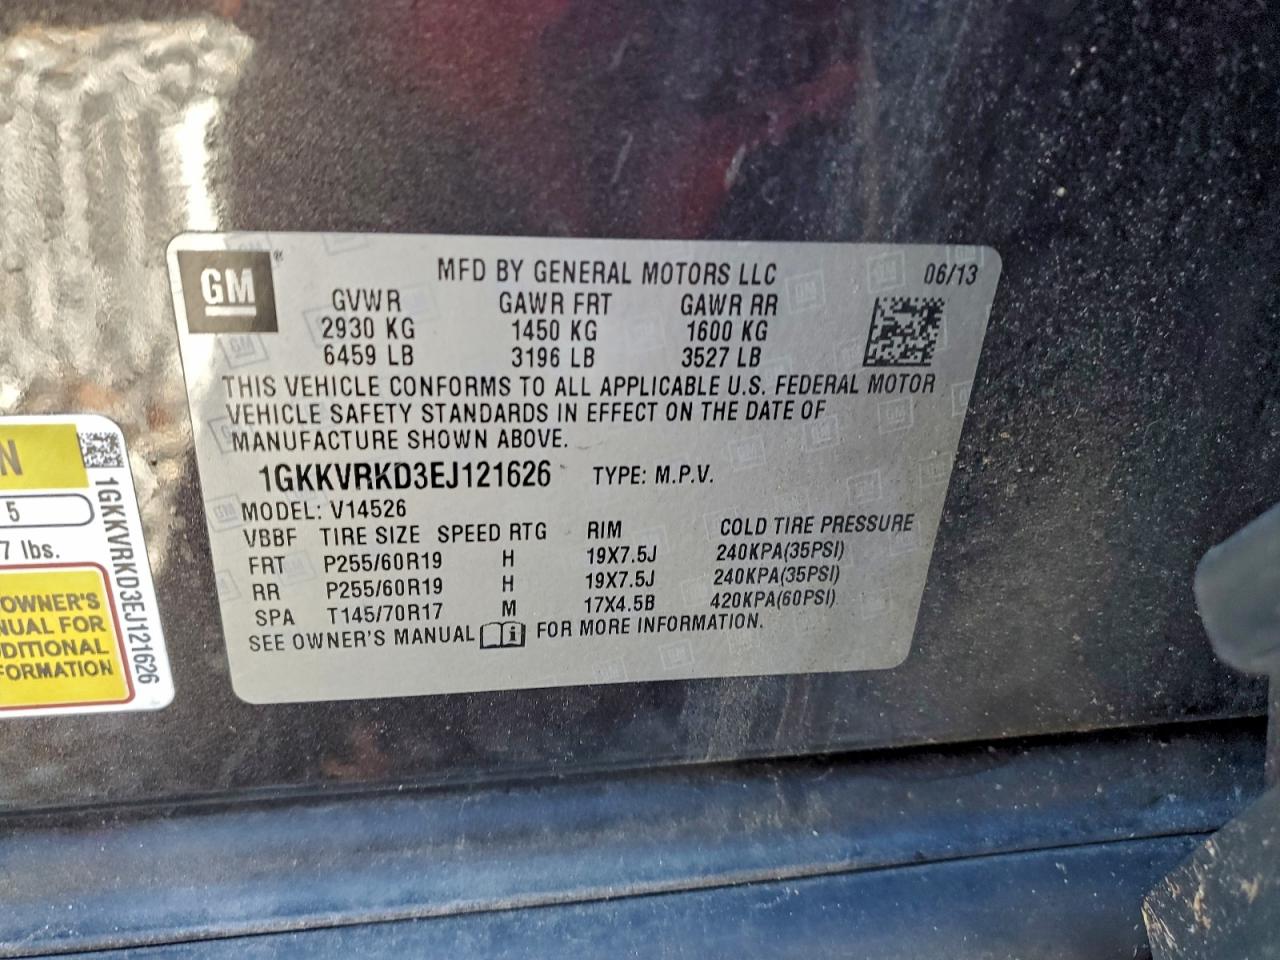 GM ®
MFD BY GENERAL MOTORS LLC 06/13
GVWR GAWR FRT GAWR RR
2930 KG 1450 KG 1600 KG
6459 LB 3196 LB 3527 LB
THIS VEHICLE CONFORMS TO ALL APPLICABLE U.S. FEDERAL MOTOR
VEHICLE SAFETY STANDARDS IN EFFECT ON THE DATE OF
MANUFACTURE SHOWN ABOVE.
1GKKVRKD3EJ121626 TYPE: M.P.V.
MODEL: V14526
VBBF TIRE SIZE SPEED RTG RIM COLD TIRE PRESSURE
FRT P255/60R19 H 19X7.5J 240KPA(35PSI)
RR P255/60R19 H 19X7.5J 240KPA(35PSI)
SPA T145/70R17 M 17X4.5B 420KPA(60PSI)
SEE OWNER'S MANUAL i FOR MORE INFORMATION.
N
5
7 lbs.
OWNER'S
NUAL FOR
DDITIONAL
FORMATION
1GKKVRKD3EJ121626